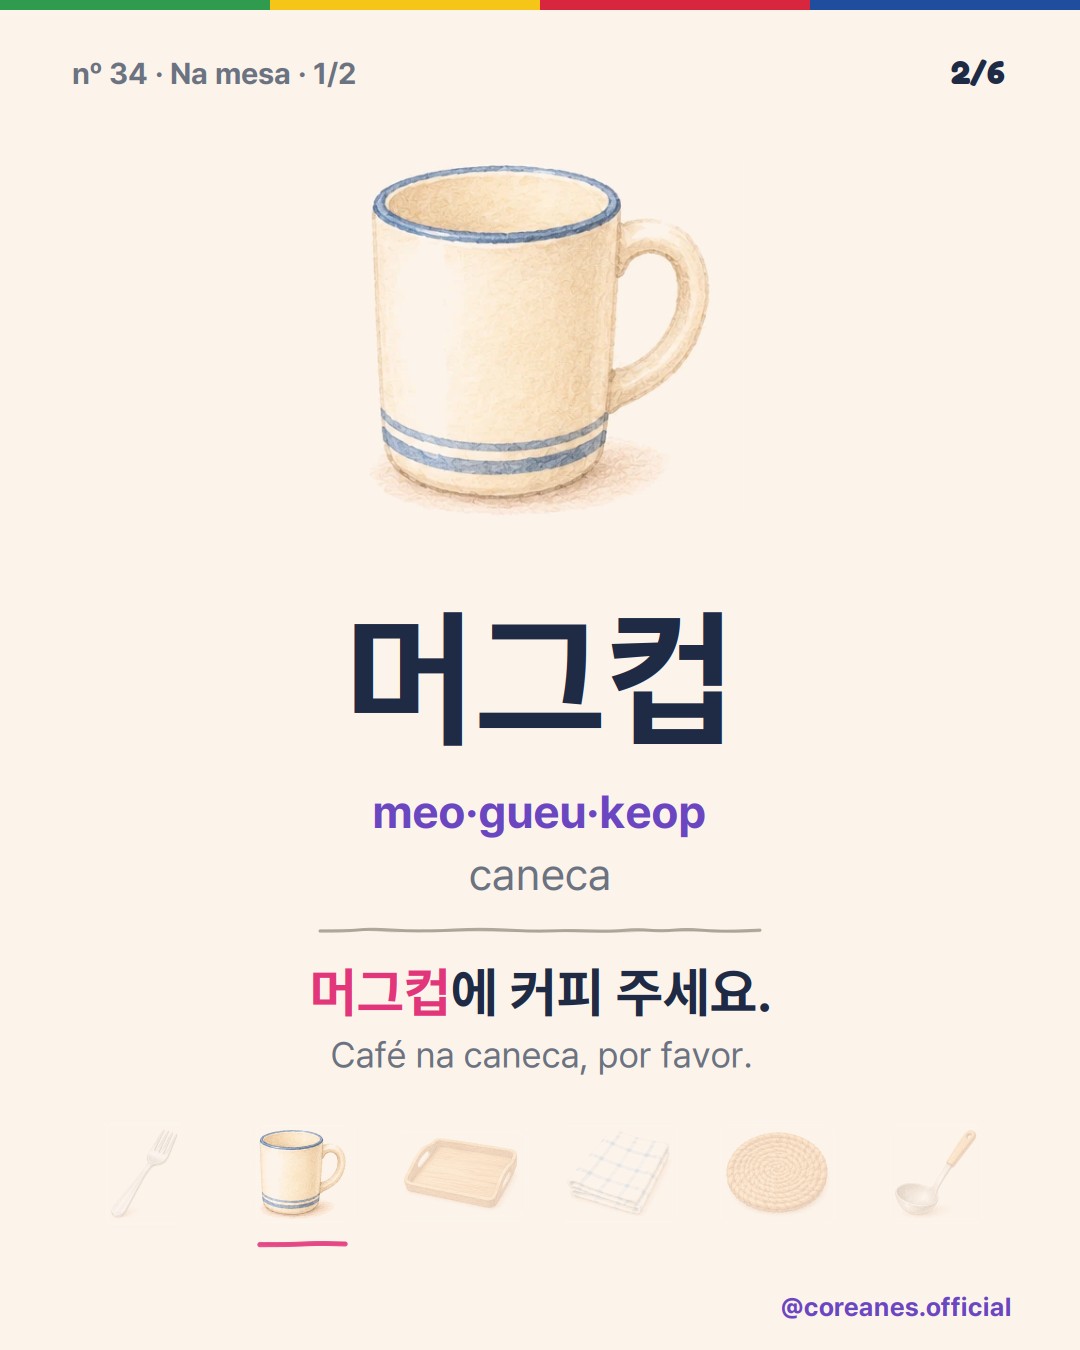 nº 34 · Na mesa · 1/2
2/6
머그컵
meo·gueu·keop
caneca
머그컵에 커피 주세요.
Café na caneca, por favor.
@coreanes.official